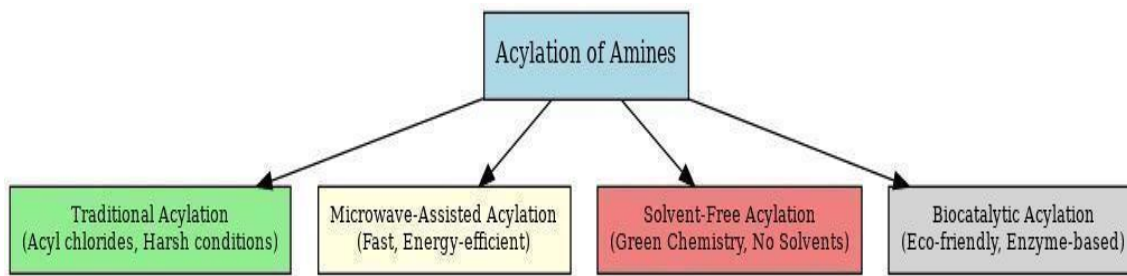 Acylation of Amines
Traditional Acylation
(Acyl chlorides, Harsh conditions)
Microwave-Assisted Acylation
(Fast, Energy-efficient)
Solvent-Free Acylation
(Green Chemistry, No Solvents)
Biocatalytic Acylation
(Eco-friendly, Enzyme-based)